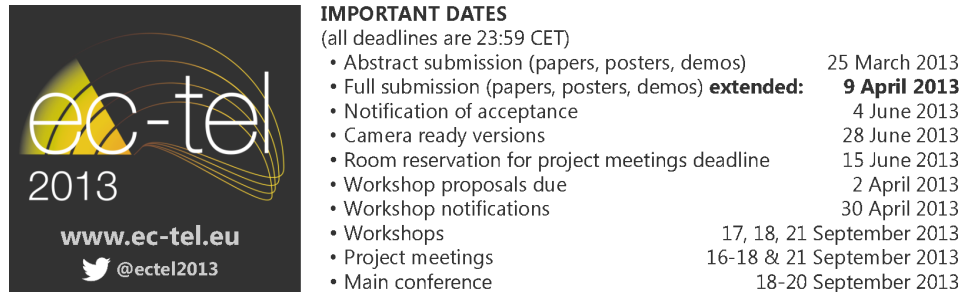 ec-tel
2013
www.ec-tel.eu
@ectel2013
IMPORTANT DATES
(all deadlines are 23:59 CET)
• Abstract submission (papers, posters, demos) 25 March 2013
• Full submission (papers, posters, demos) extended: 9 April 2013
• Notification of acceptance 4 June 2013
• Camera ready versions 28 June 2013
• Room reservation for project meetings deadline 15 June 2013
• Workshop proposals due 2 April 2013
• Workshop notifications 30 April 2013
• Workshops 17, 18, 21 September 2013
• Project meetings 16-18 & 21 September 2013
• Main conference 18-20 September 2013